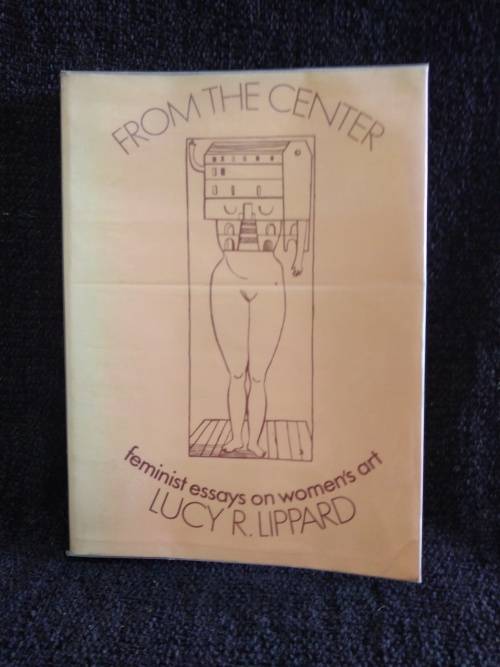 FROM THE CENTER
feminist essays on women's art
LUCY R. LIPPARD